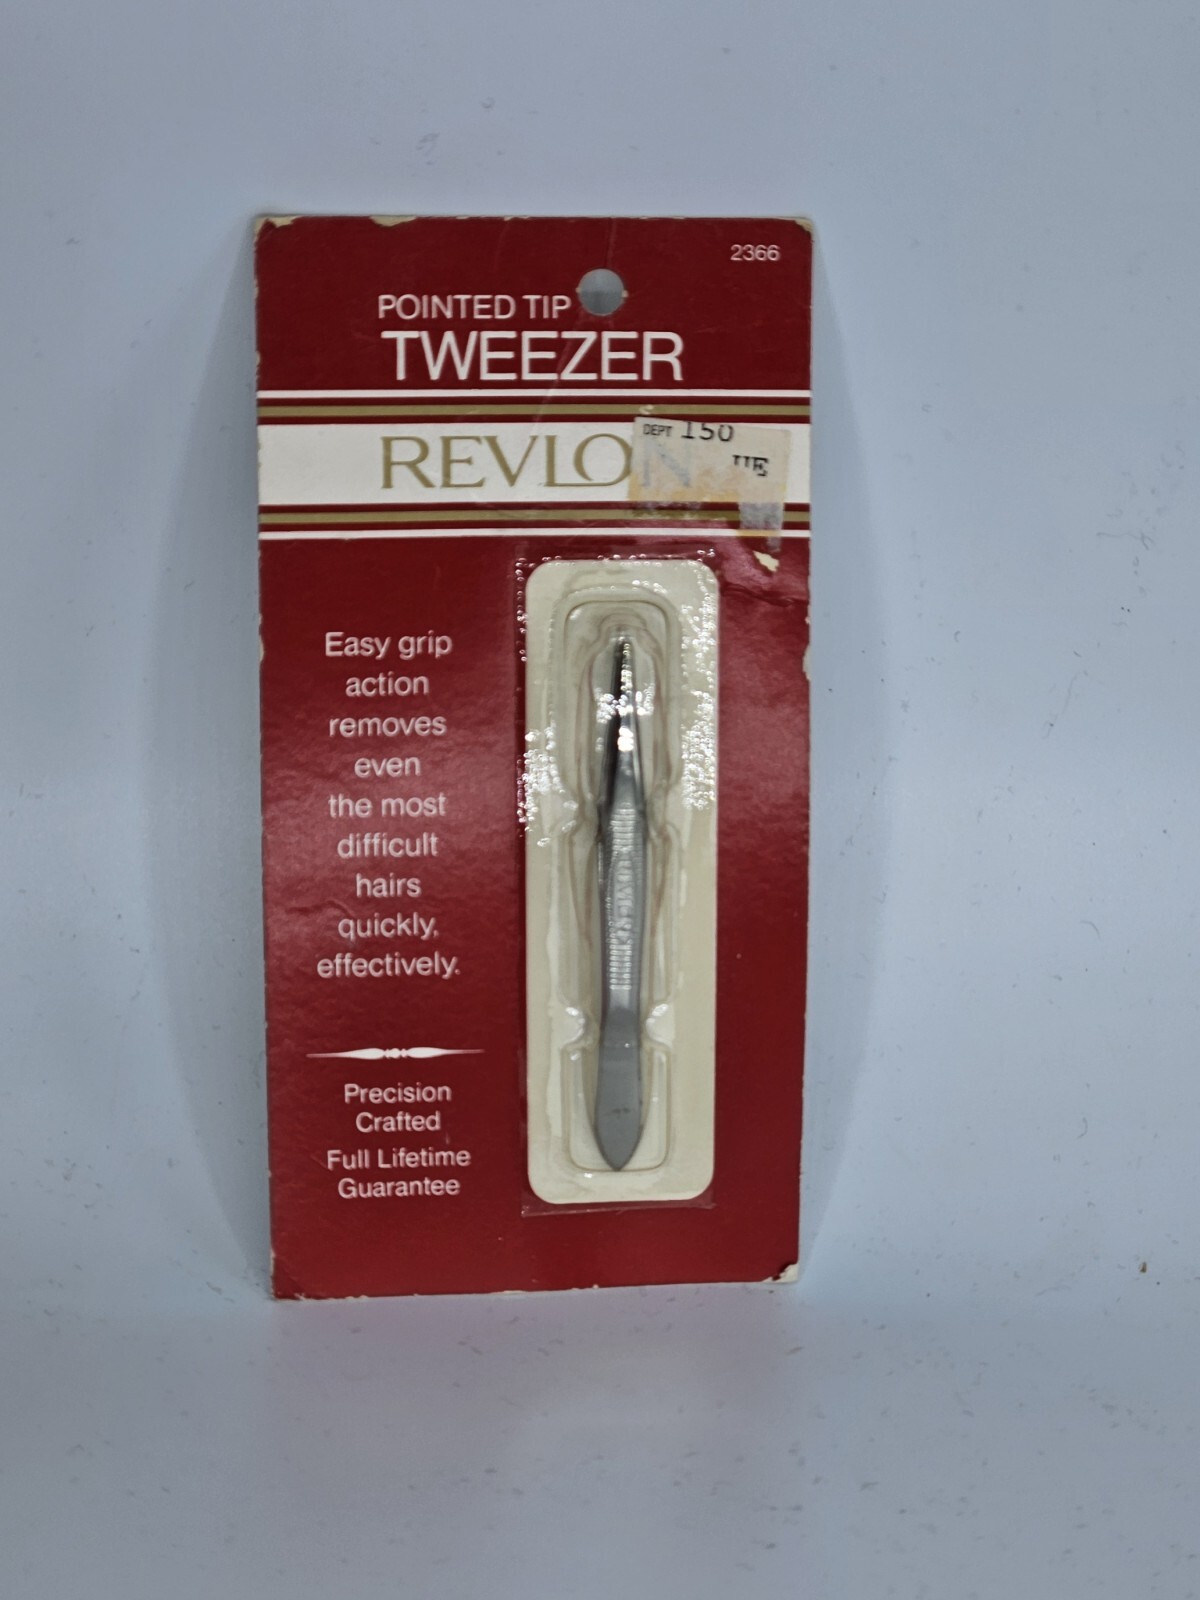 2366
POINTED TIP
TWEEZER
REVLON
DEPT 150
Easy grip
action
removes
even
the most
difficult
hairs
quickly,
effectively.
Precision
Crafted
Full Lifetime
Guarantee